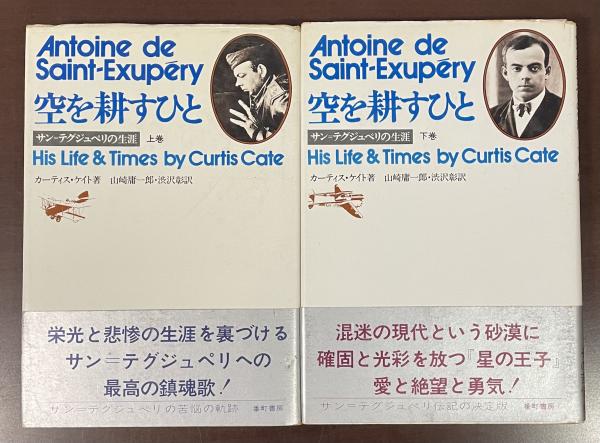 Antoine de
Saint-Exupéry
空を耕すひと
サン=テグジュペリの生涯 上巻
His Life & Times by Curtis Cate
カーティス・ケイト著 山崎庸一郎・渋沢彰訳
栄光と悲惨の生涯を裏づける
サン=テグジュペリへの
最高の鎮魂歌!
サン=テグジュペリの苦悩の軌跡 番町書房
Antoine de
Saint-Exupéry
空を耕すひと
サン=テグジュペリの生涯 下巻
His Life & Times by Curtis Cate
カーティス・ケイト著 山崎庸一郎・渋沢彰訳
混迷の現代という砂漠に
確固と光彩を放つ『星の王子』
愛と絶望と勇気!
サン=テグジュペリ伝記の決定版 番町書房